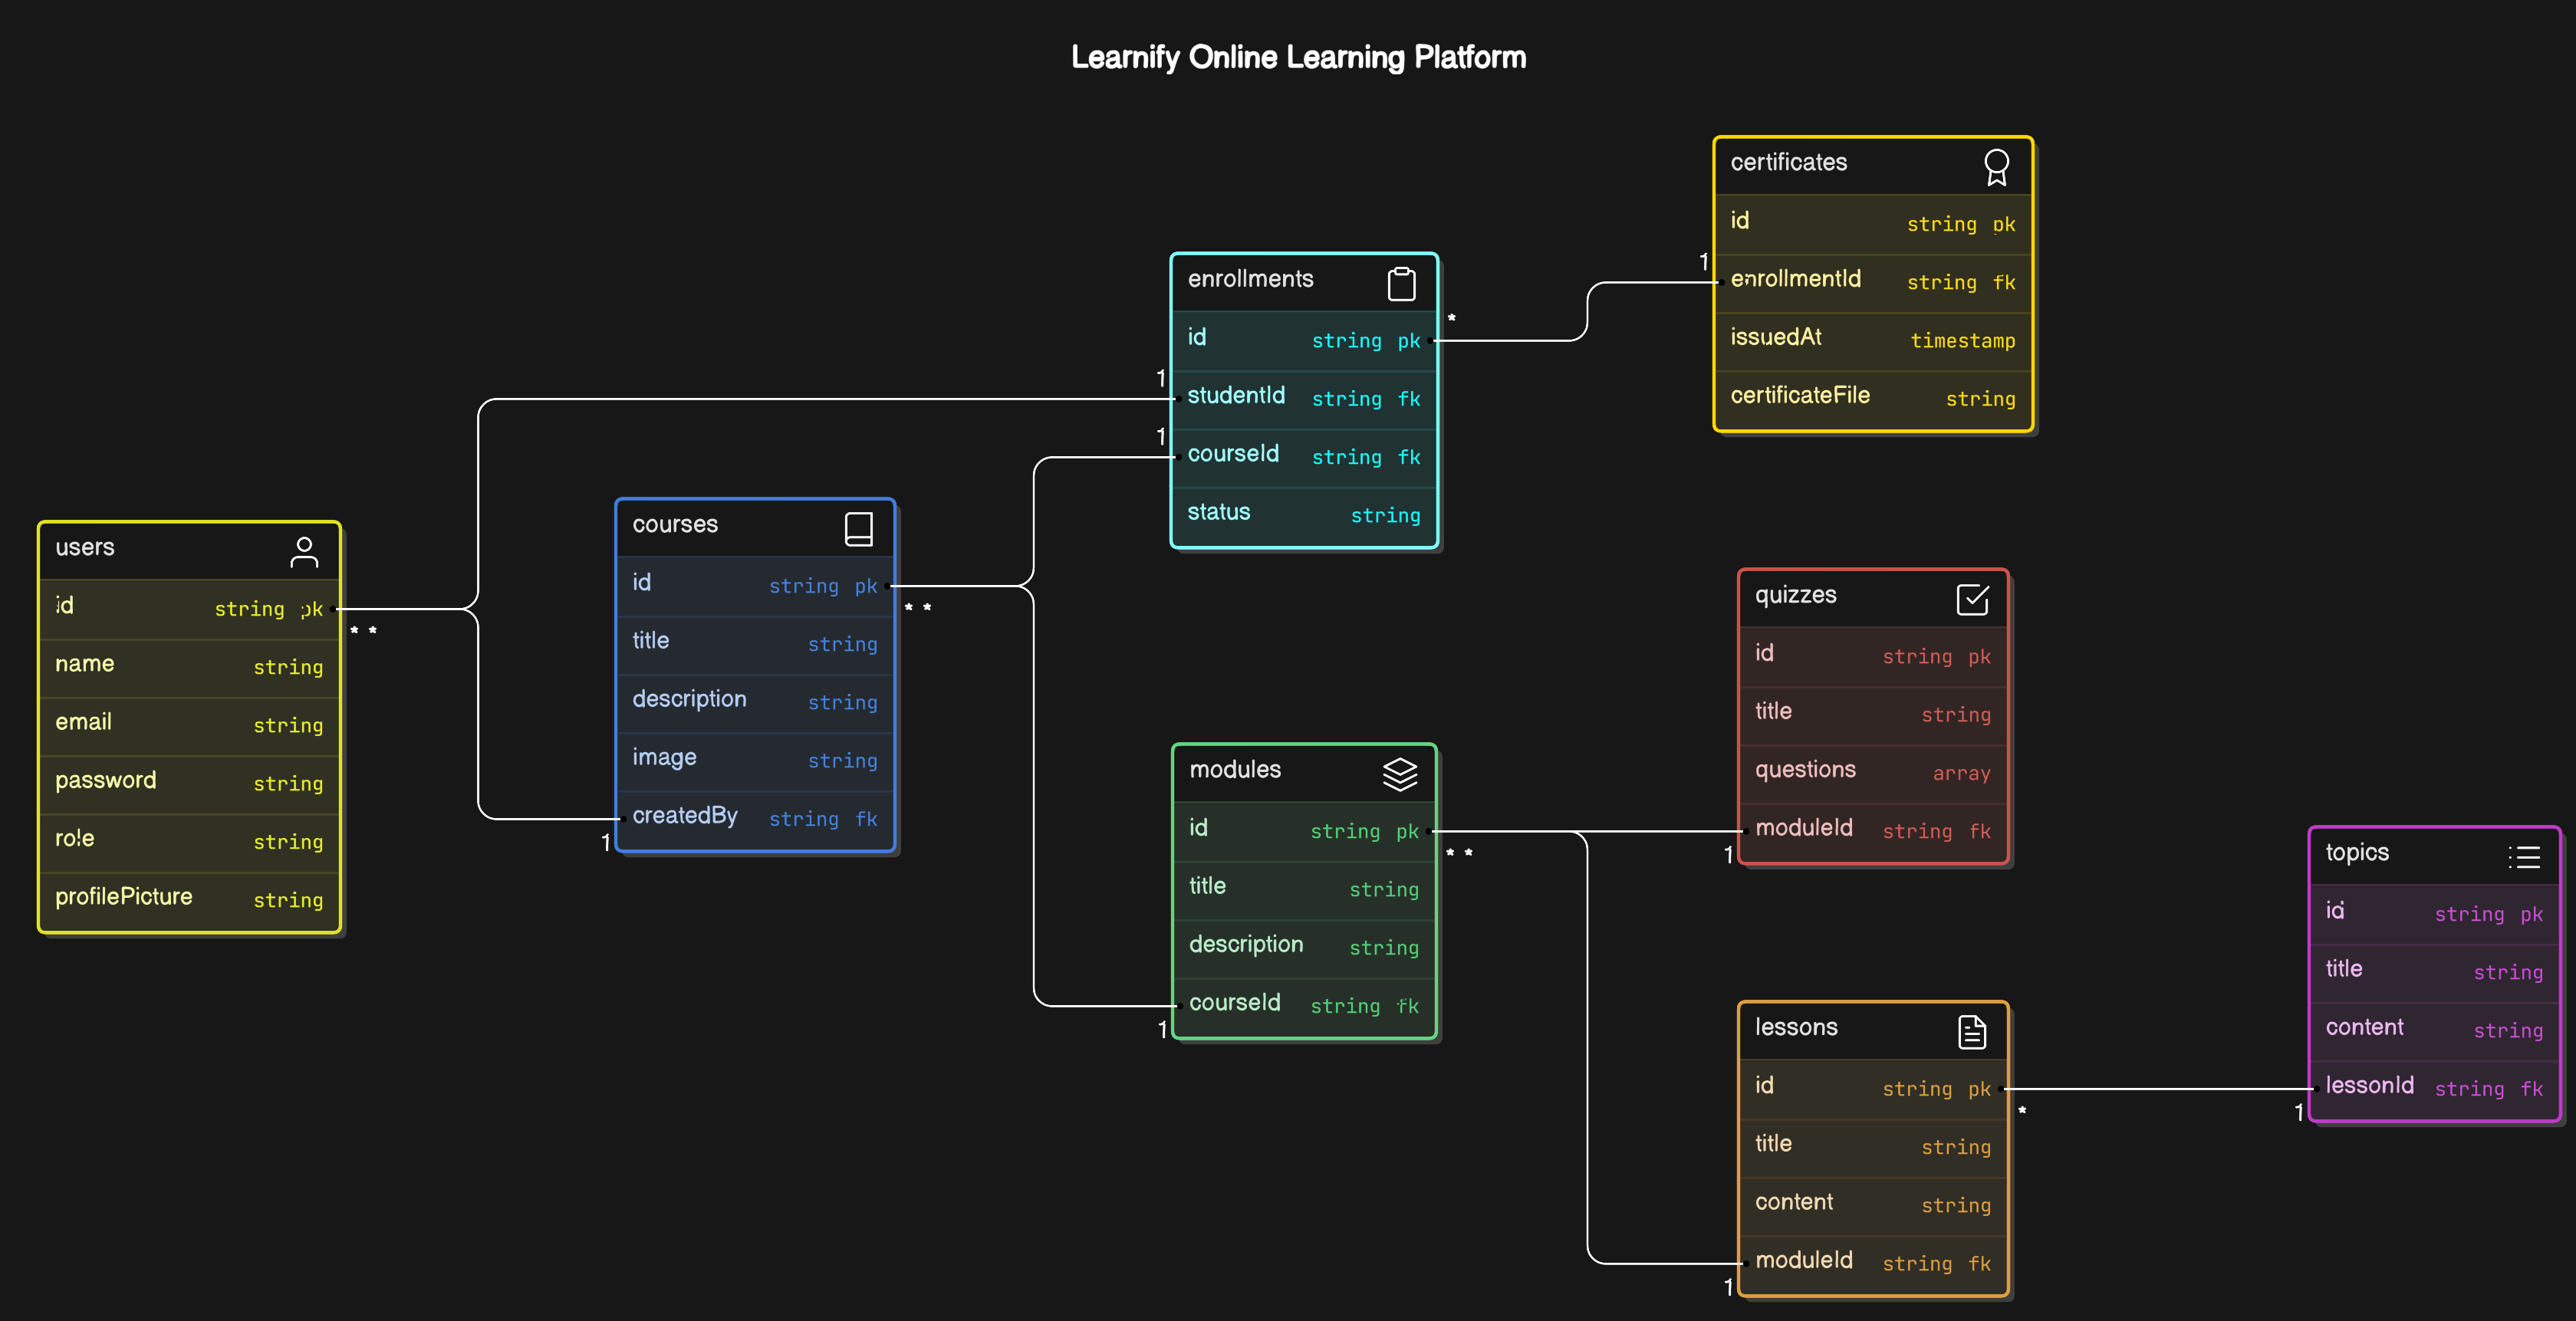 Learnify Online Learning Platform
users
id string pk
name string
email string
password string
role string
profilePicture string
* *
courses
id string pk
title string
description string
image string
createdBy string fk
1
* *
enrollments
id string pk
studentId string fk
courseId string fk
status string
1
1
*
modules
id string pk
title string
description string
courseId string fk
1
* *
certificates
id string pk
enrollmentId string fk
issuedAt timestamp
certificateFile string
1
quizzes
id string pk
title string
questions array
moduleId string fk
1
lessons
id string pk
title string
content string
moduleId string fk
1
*
topics
id string pk
title string
content string
lessonId string fk
1